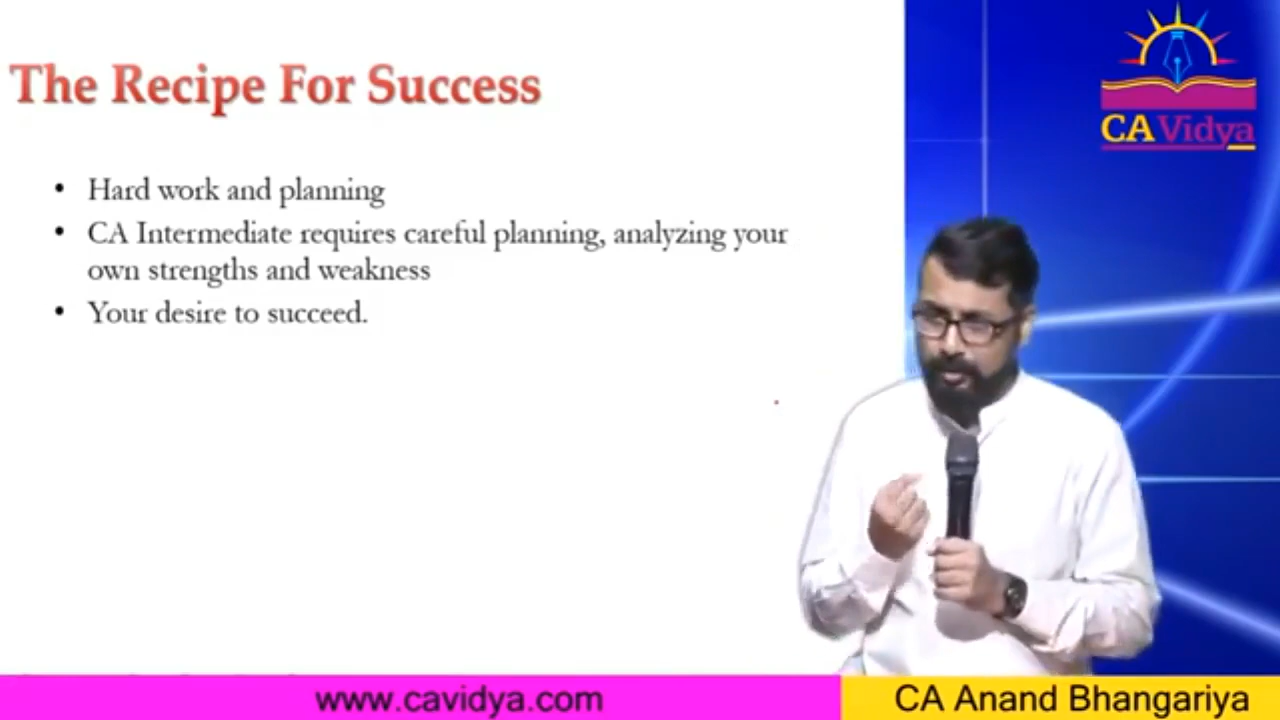 The Recipe For Success
• Hard work and planning
• CA Intermediate requires careful planning, analyzing your
own strengths and weakness
• Your desire to succeed.
CA Vidya
www.cavidya.com
CA Anand Bhangariya